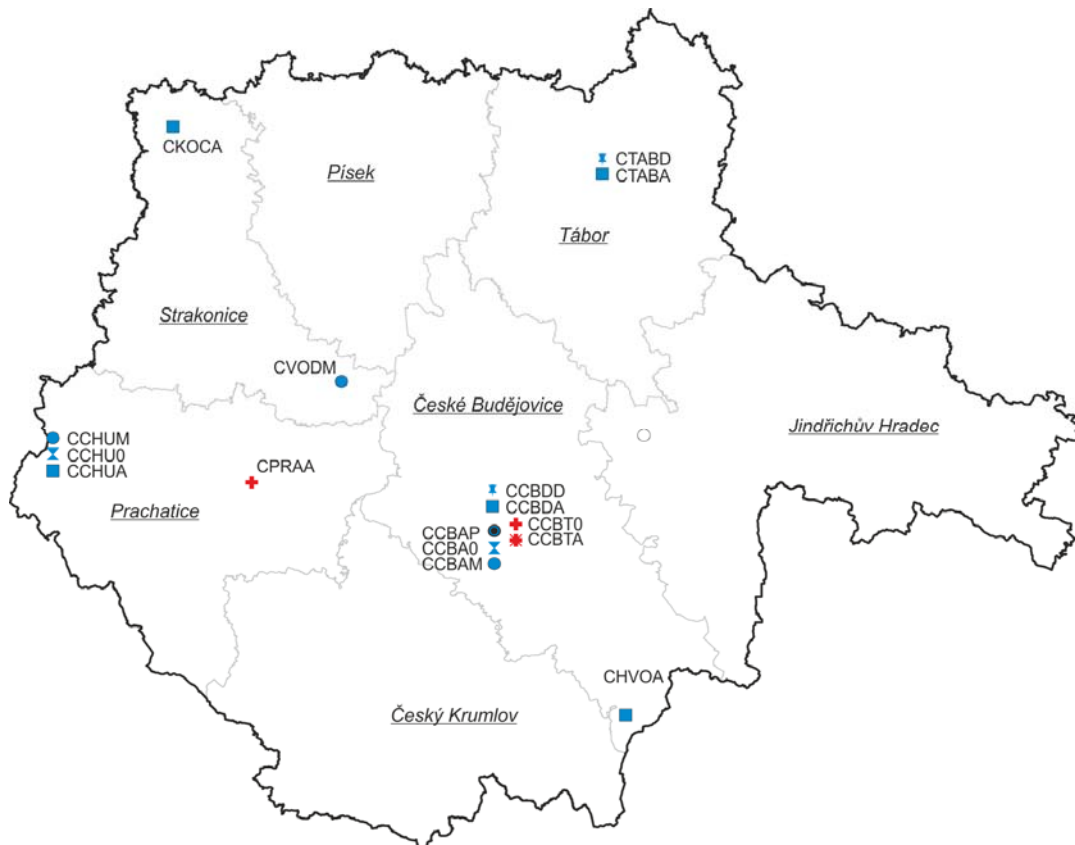 CKOCA
Písek
CTABD
CTABA
Tábor
Strakonice
CVODM
České Budějovice
Jindřichův Hradec
CCHUM
CCHU0
CCHUA
CPRAA
Prachatice
CCBDD
CCBDA
CCBT0
CCBAP
CCBTA
CCBA0
CCBAM
CHVOA
Český Krumlov